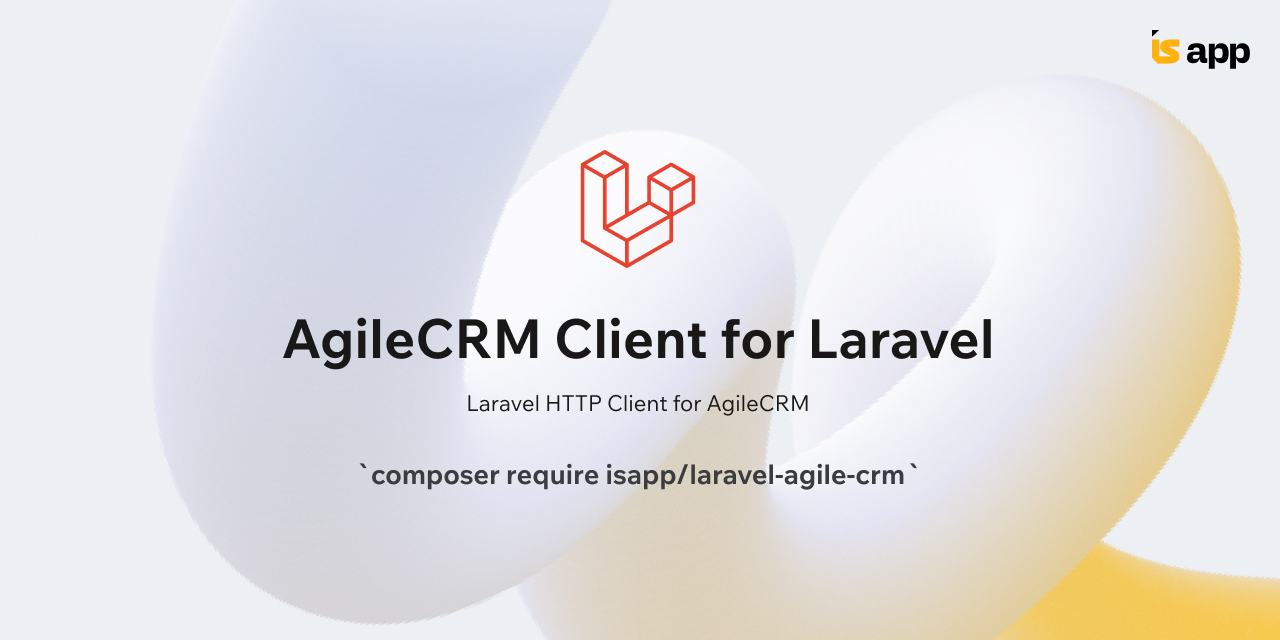 is app
AgileCRM Client for Laravel
Laravel HTTP Client for AgileCRM
`composer require isapp/laravel-agile-crm`